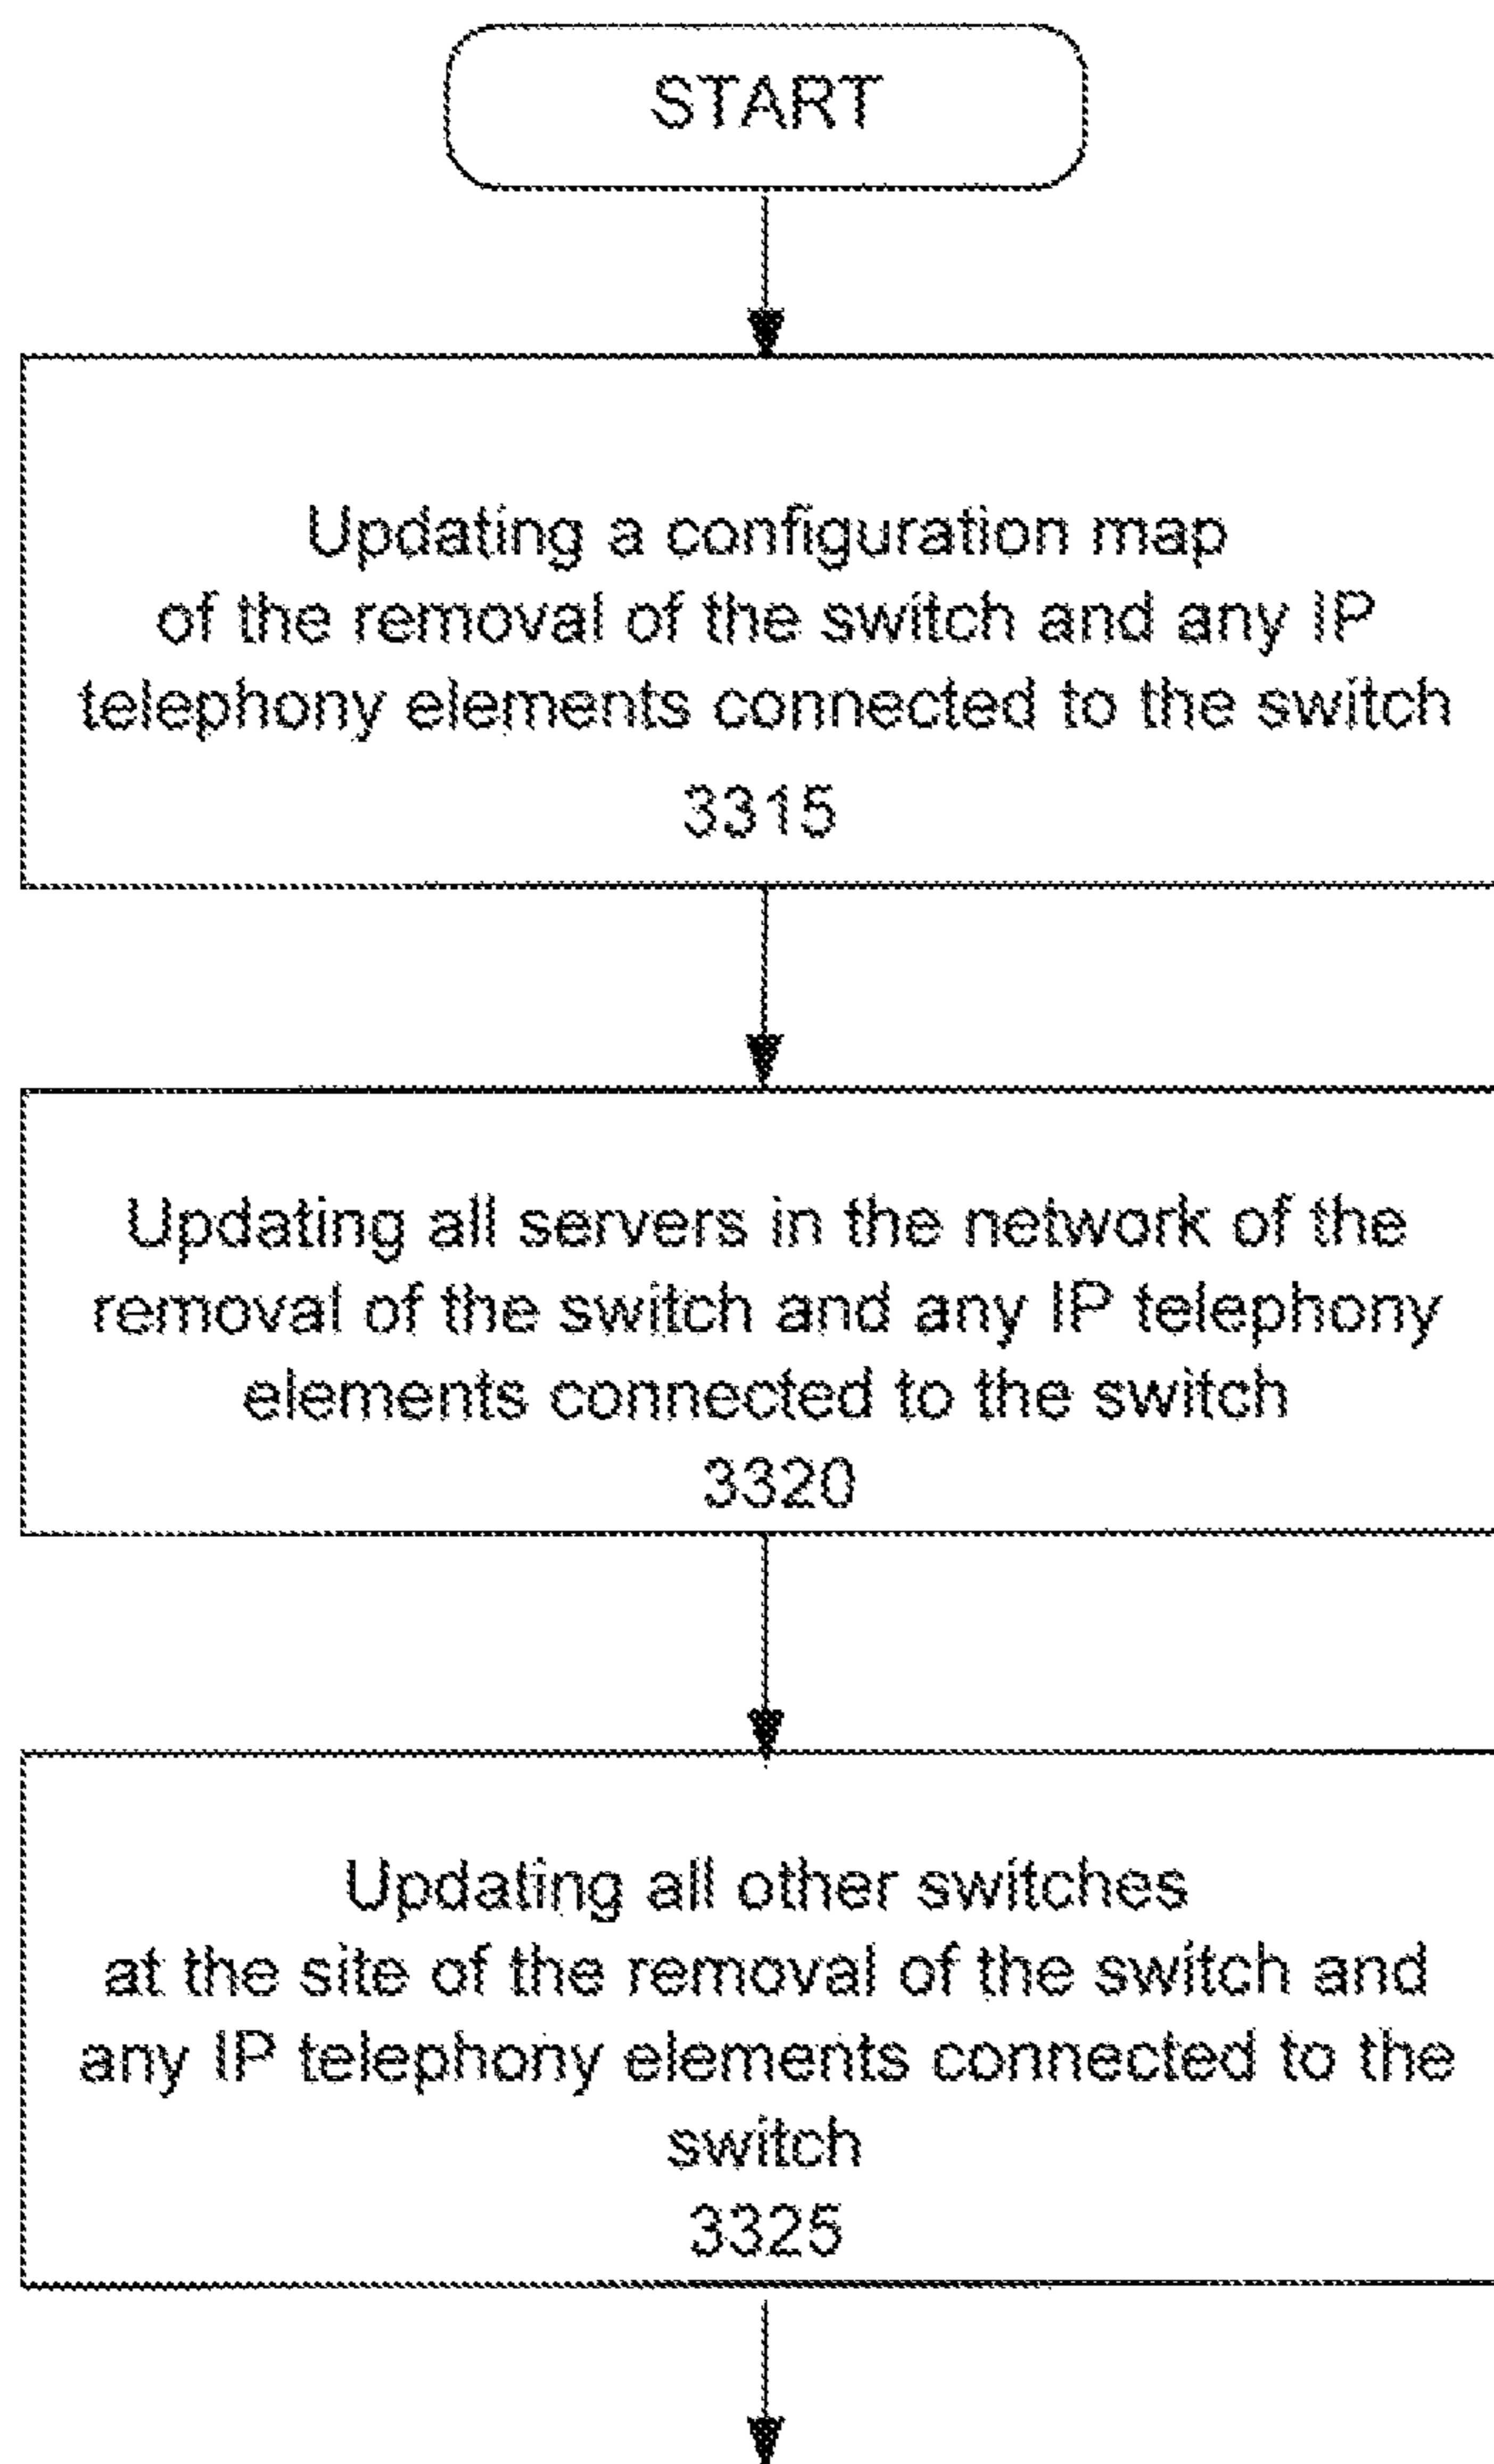 START
Updating a configuration map
of the removal of the switch and any IP
telephony elements connected to the switch
3315
Updating all servers in the network of the
removal of the switch and any IP telephony
elements connected to the switch
3320
Updating all other switches
at the site of the removal of the switch and
any IP telephony elements connected to the
switch
3325